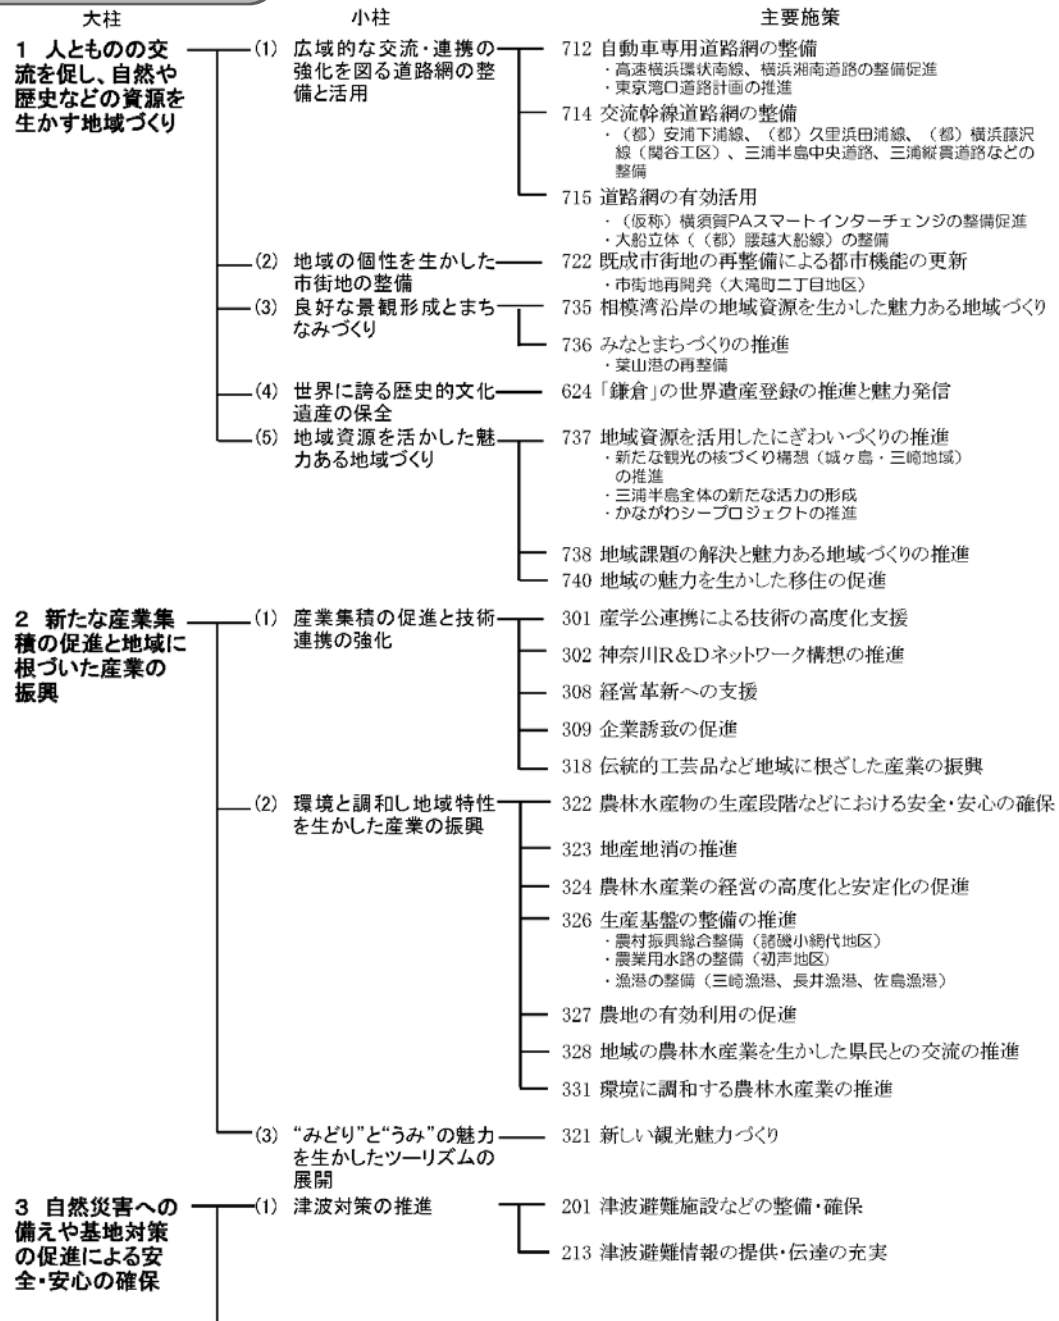 大柱 小柱 主要施策
1 人とものの交流を促し、自然や歴史などの資源を生かす地域づくり
(1) 広域的な交流・連携の強化を図る道路網の整備と活用
712 自動車専用道路網の整備
・高速横浜環状南線、横浜湘南道路の整備促進
・東京湾口道路計画の推進
714 交流幹線道路網の整備
・(都)安浦下浦線、(都)久里浜田浦線、(都)横浜藤沢
線(関谷工区)、三浦半島中央道路、三浦縦貫道路などの
整備
715 道路網の有効活用
・(仮称)横須賀PAスマートインターチェンジの整備促進
・大船立体((都)腰越大船線)の整備
(2) 地域の個性を生かした
市街地の整備
722 既成市街地の再整備による都市機能の更新
・市街地再開発(大滝町二丁目地区)
(3) 良好な景観形成とまち
なみづくり
735 相模湾沿岸の地域資源を生かした魅力ある地域づくり
736 みなとまちづくりの推進
・葉山港の再整備
(4) 世界に誇る歴史的文化
遺産の保全
624 「鎌倉」の世界遺産登録の推進と魅力発信
(5) 地域資源を活かした魅
力ある地域づくり
737 地域資源を活用したにぎわいづくりの推進
・新たな観光の核づくり構想(城ヶ島・三崎地域)
の推進
・三浦半島全体の新たな活力の形成
・かながわシープロジェクトの推進
738 地域課題の解決と魅力ある地域づくりの推進
740 地域の魅力を生かした移住の促進
2 新たな産業集
積の促進と地域に
根づいた産業の
振興
(1) 産業集積の促進と技術
連携の強化
301 産学公連携による技術の高度化支援
302 神奈川R&Dネットワーク構想の推進
308 経営革新への支援
309 企業誘致の促進
318 伝統的工芸品など地域に根ざした産業の振興
(2) 環境と調和し地域特性
を生かした産業の振興
322 農林水産物の生産段階などにおける安全・安心の確保
323 地産地消の推進
324 農林水産業の経営の高度化と安定化の促進
326 生産基盤の整備の推進
・農村振興総合整備(諸磯小網代地区)
・農業用水路の整備(初声地区)
・漁港の整備(三崎漁港、長井漁港、佐島漁港)
327 農地の有効利用の促進
328 地域の農林水産業を生かした県民との交流の推進
331 環境に調和する農林水産業の推進
(3) “みどり”と“うみ”の魅力
を生かしたツーリズムの
展開
321 新しい観光魅力づくり
3 自然災害への
備えや基地対策
の促進による安
全・安心の確保
(1) 津波対策の推進
201 津波避難施設などの整備・確保
213 津波避難情報の提供・伝達の充実